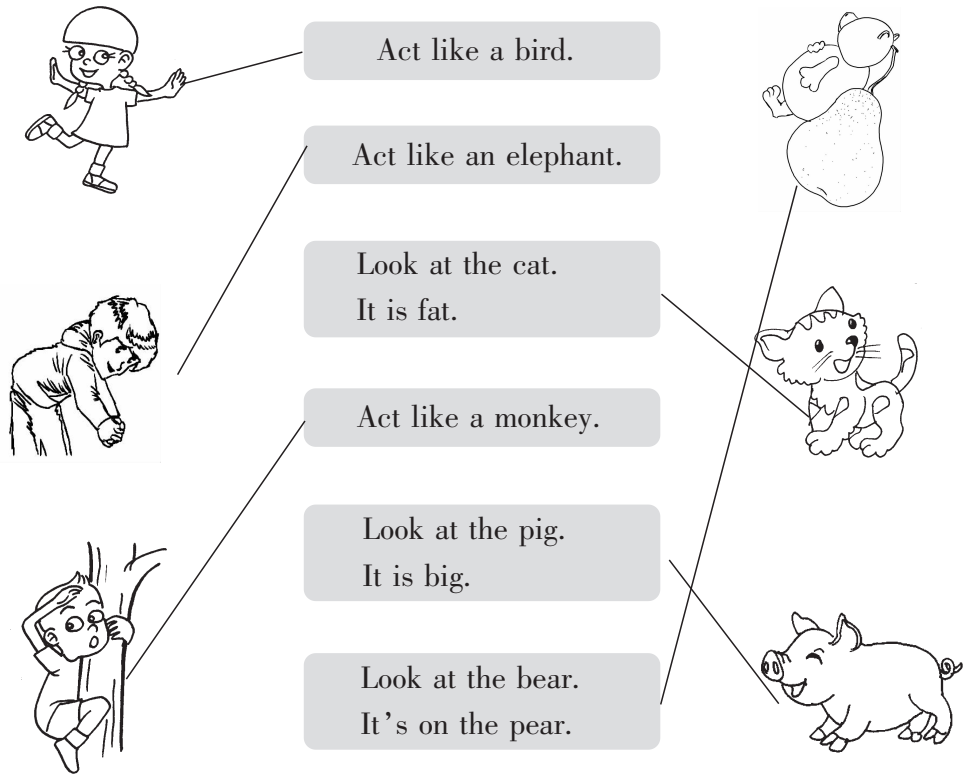 Act like a bird.
Act like an elephant.
Look at the cat.
It is fat.
Act like a monkey.
Look at the pig.
It is big.
Look at the bear.
It's on the pear.